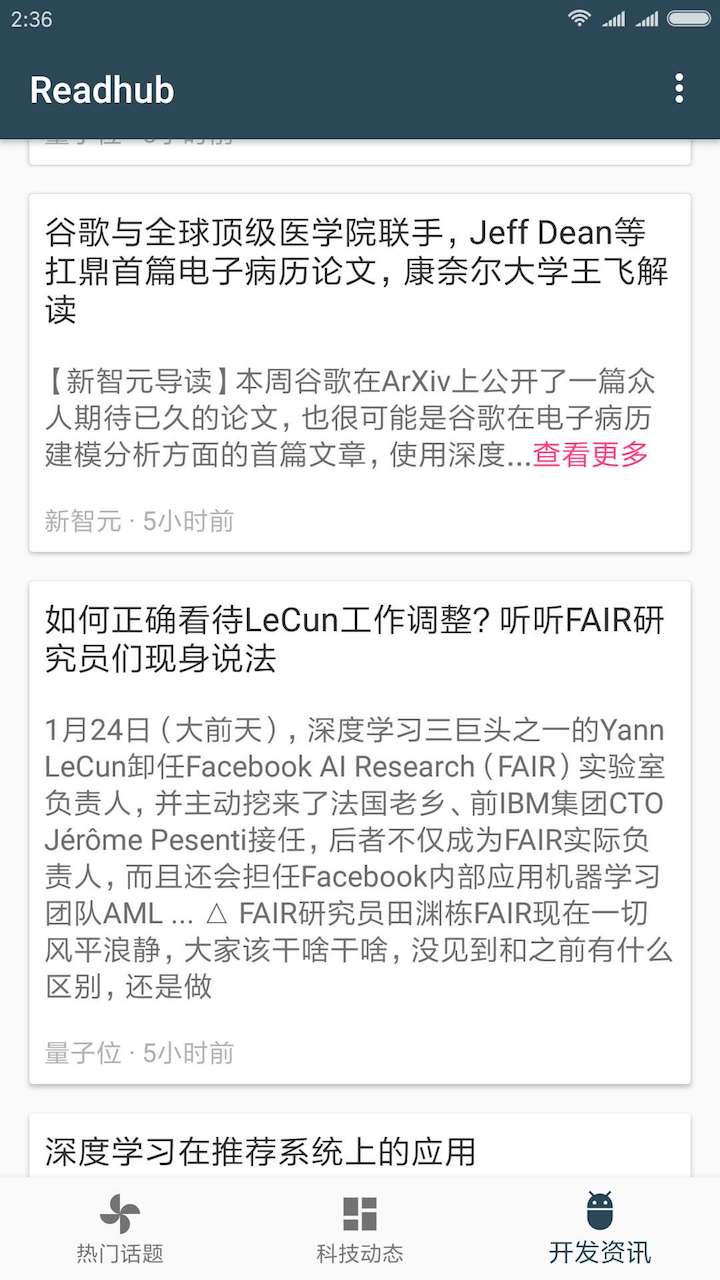 2:36
Readhub
谷歌与全球顶级医学院联手，Jeff Dean等
扛鼎首篇电子病历论文，康奈尔大学王飞解
读
【新智元导读】本周谷歌在ArXiv上公开了一篇众
人期待已久的论文，也很可能是谷歌在电子病历
建模分析方面的首篇文章，使用深度...查看更多
新智元 · 5小时前
如何正确看待LeCun工作调整？听听FAIR研
究员们现身说法
1月24日（大前天），深度学习三巨头之一的Yann
LeCun卸任Facebook AI Research（FAIR）实验室
负责人，并主动挖来了法国老乡、前IBM集团CTO
Jérôme Pesenti接任，后者不仅成为FAIR实际负
责人，而且还会担任Facebook内部应用机器学习
团队AML ... △ FAIR研究员田渊栋FAIR现在一切
风平浪静，大家该干啥干啥，没见到和之前有什么
区别，还是做
量子位 · 5小时前
深度学习在推荐系统上的应用
热门话题
科技动态
开发资讯